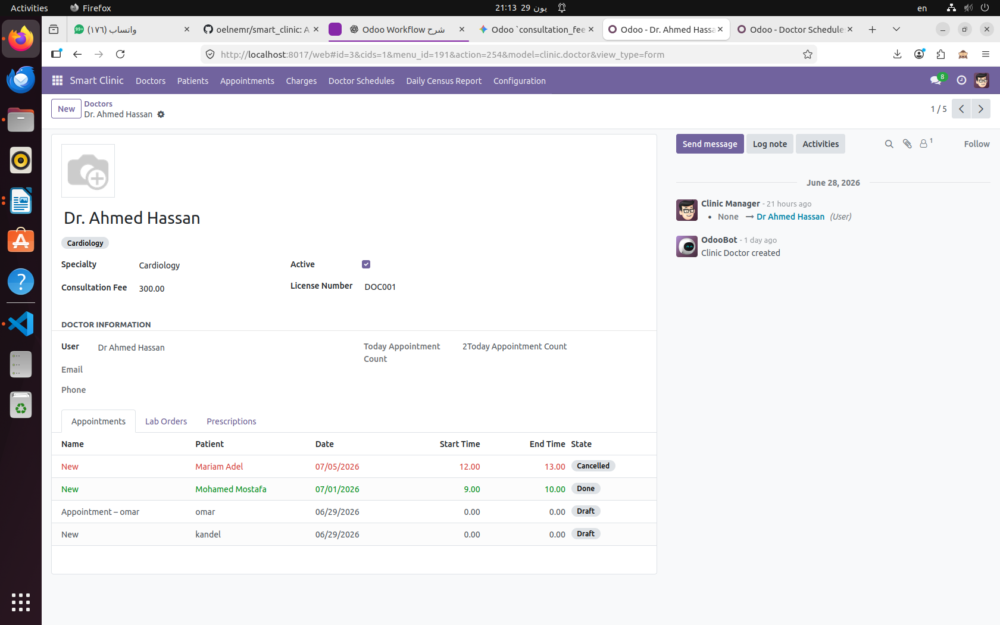 Activities
Firefox
21:13 29 يون
en
99+ واتساب (١٧٦)
oelnemr/smart_clinic: A
Odoo Workflow شرح
Odoo `consultation_fee
Odoo - Dr. Ahmed Hassa
Odoo - Doctor Schedule
http://localhost:8017/web#id=3&cids=1&menu_id=191&action=254&model=clinic.doctor&view_type=form
Smart Clinic
Doctors
Patients
Appointments
Charges
Doctor Schedules
Daily Census Report
Configuration
8
New
Doctors
Dr. Ahmed Hassan
1 / 5
Send message
Log note
Activities
1
Follow
Dr. Ahmed Hassan
Cardiology
Specialty Cardiology
Active
Consultation Fee 300.00
License Number DOC001
DOCTOR INFORMATION
User Dr Ahmed Hassan
Today Appointment Count 2Today Appointment Count
Email
Phone
Appointments Lab Orders Prescriptions
Name Patient Date Start Time End Time State
New Mariam Adel 07/05/2026 12.00 13.00 Cancelled
New Mohamed Mostafa 07/01/2026 9.00 10.00 Done
Appointment – omar omar 06/29/2026 0.00 0.00 Draft
New kandel 06/29/2026 0.00 0.00 Draft
June 28, 2026
Clinic Manager - 21 hours ago
• None → Dr Ahmed Hassan (User)
OdooBot - 1 day ago
Clinic Doctor created